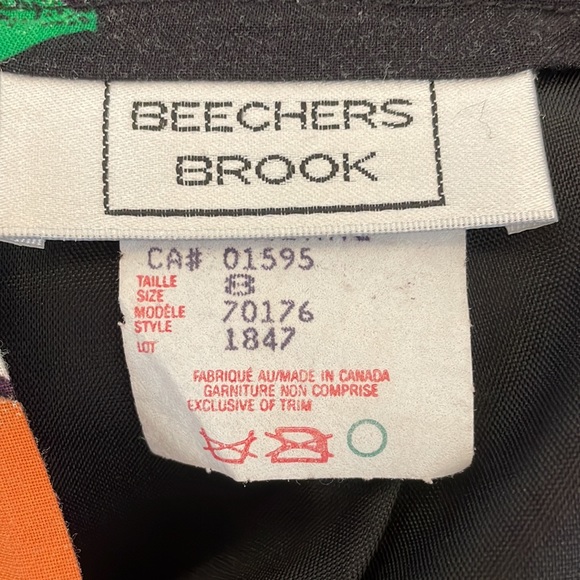 BEECHERS
BROOK
CA# 01595
TAILLE
SIZE 8
MODÈLE 70176
STYLE
LOT 1847
FABRIQUÉ AU/MADE IN CANADA
GARNITURE NON COMPRISE
EXCLUSIVE OF TRIM